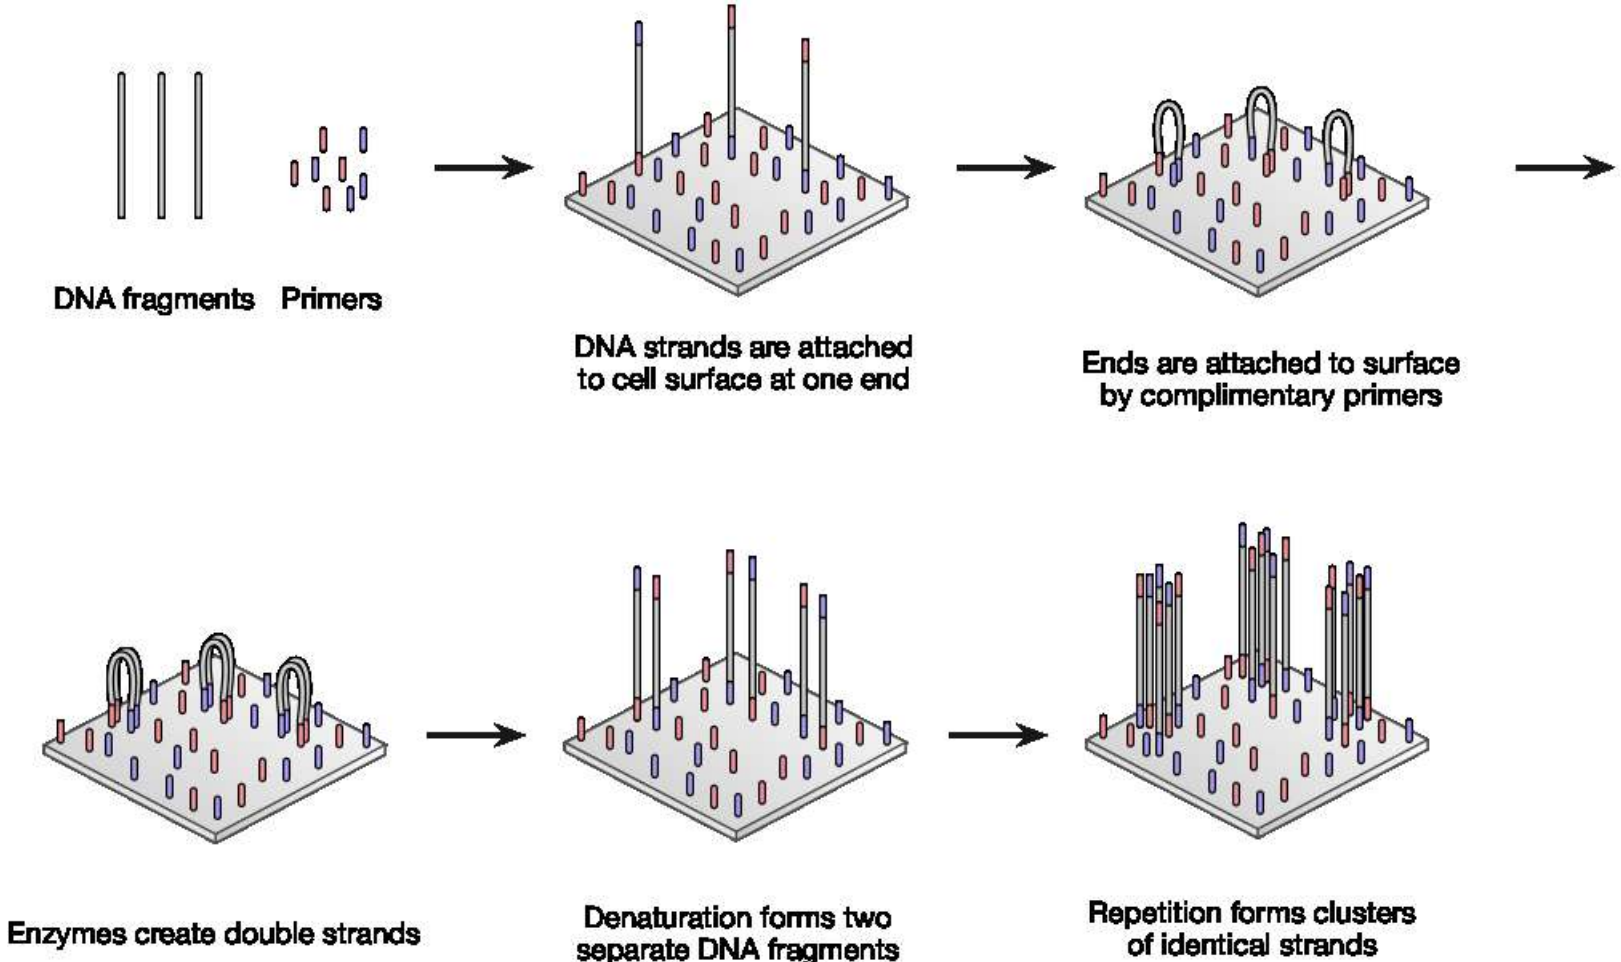 DNA fragments
Primers
DNA strands are attached
to cell surface at one end
Ends are attached to surface
by complimentary primers
Enzymes create double strands
Denaturation forms two
separate DNA fragments
Repetition forms clusters
of identical strands